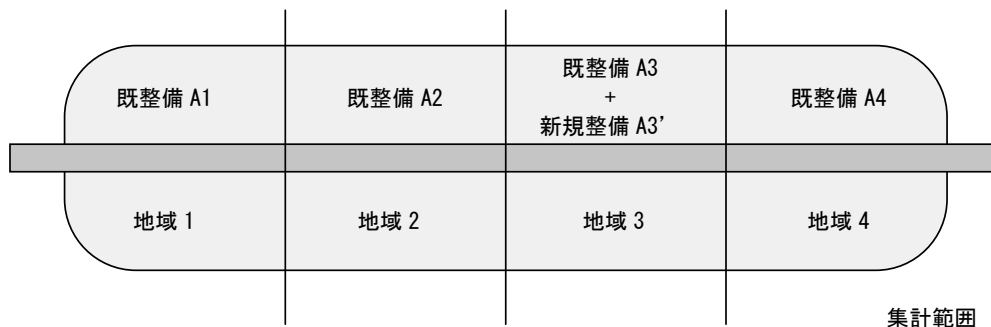 既整備 A1
既整備 A2
既整備 A3
+
新規整備 A3’
既整備 A4
地域 1
地域 2
地域 3
地域 4
集計範囲